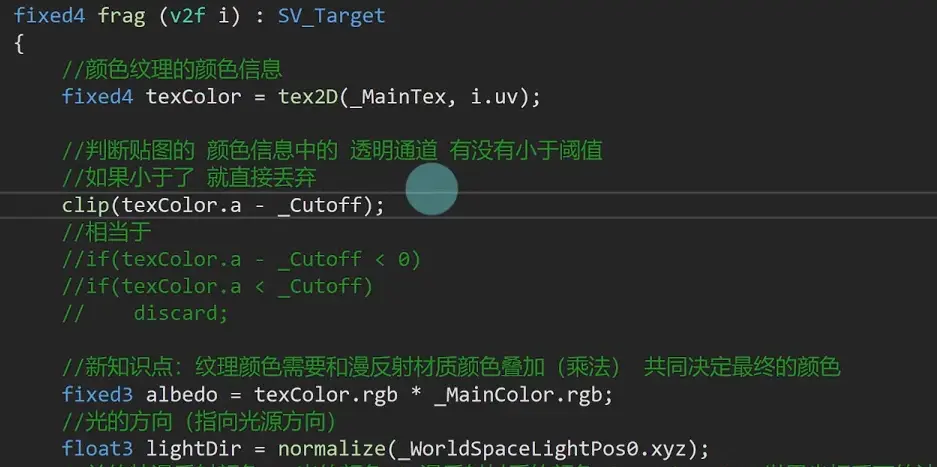 fixed4 frag (v2f i) : SV_Target
{
//颜色纹理的颜色信息
fixed4 texColor = tex2D(_MainTex, i.uv);
//判断贴图的 颜色信息中的 透明通道 有没有小于阈值
//如果小于了 就直接丢弃
clip(texColor.a - _Cutoff);
//相当于
//if(texColor.a - _Cutoff < 0)
//if(texColor.a < _Cutoff)
//    discard;
//新知识点：纹理颜色需要和漫反射材质颜色叠加（乘法） 共同决定最终的颜色
fixed3 albedo = texColor.rgb * _MainColor.rgb;
//光的方向（指向光源方向）
float3 lightDir = normalize(_WorldSpaceLightPos0.xyz);